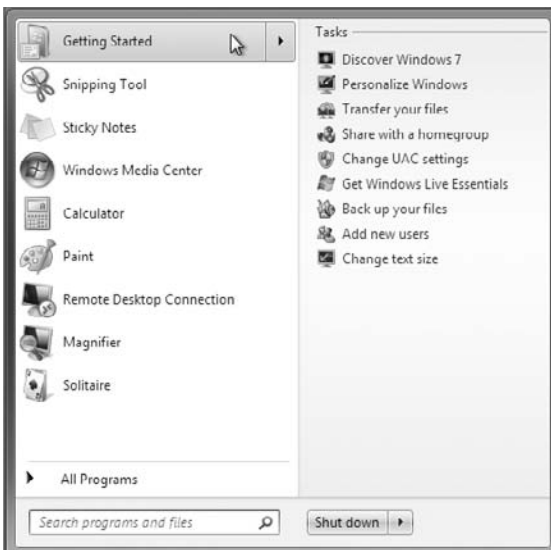 Getting Started
Snipping Tool
Sticky Notes
Windows Media Center
Calculator
Paint
Remote Desktop Connection
Magnifier
Solitaire
All Programs
Search programs and files
Tasks
Discover Windows 7
Personalize Windows
Transfer your files
Share with a homegroup
Change UAC settings
Get Windows Live Essentials
Back up your files
Add new users
Change text size
Shut down